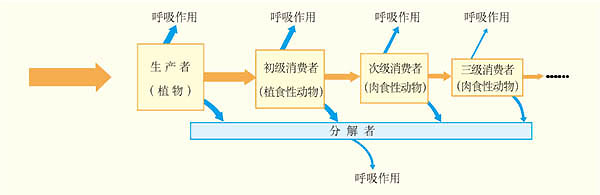 呼吸作用 呼吸作用 呼吸作用 呼吸作用
生产者 初级消费者 次级消费者 三级消费者
(植物) (植食性动物) (肉食性动物) (肉食性动物) ······
分解者
呼吸作用